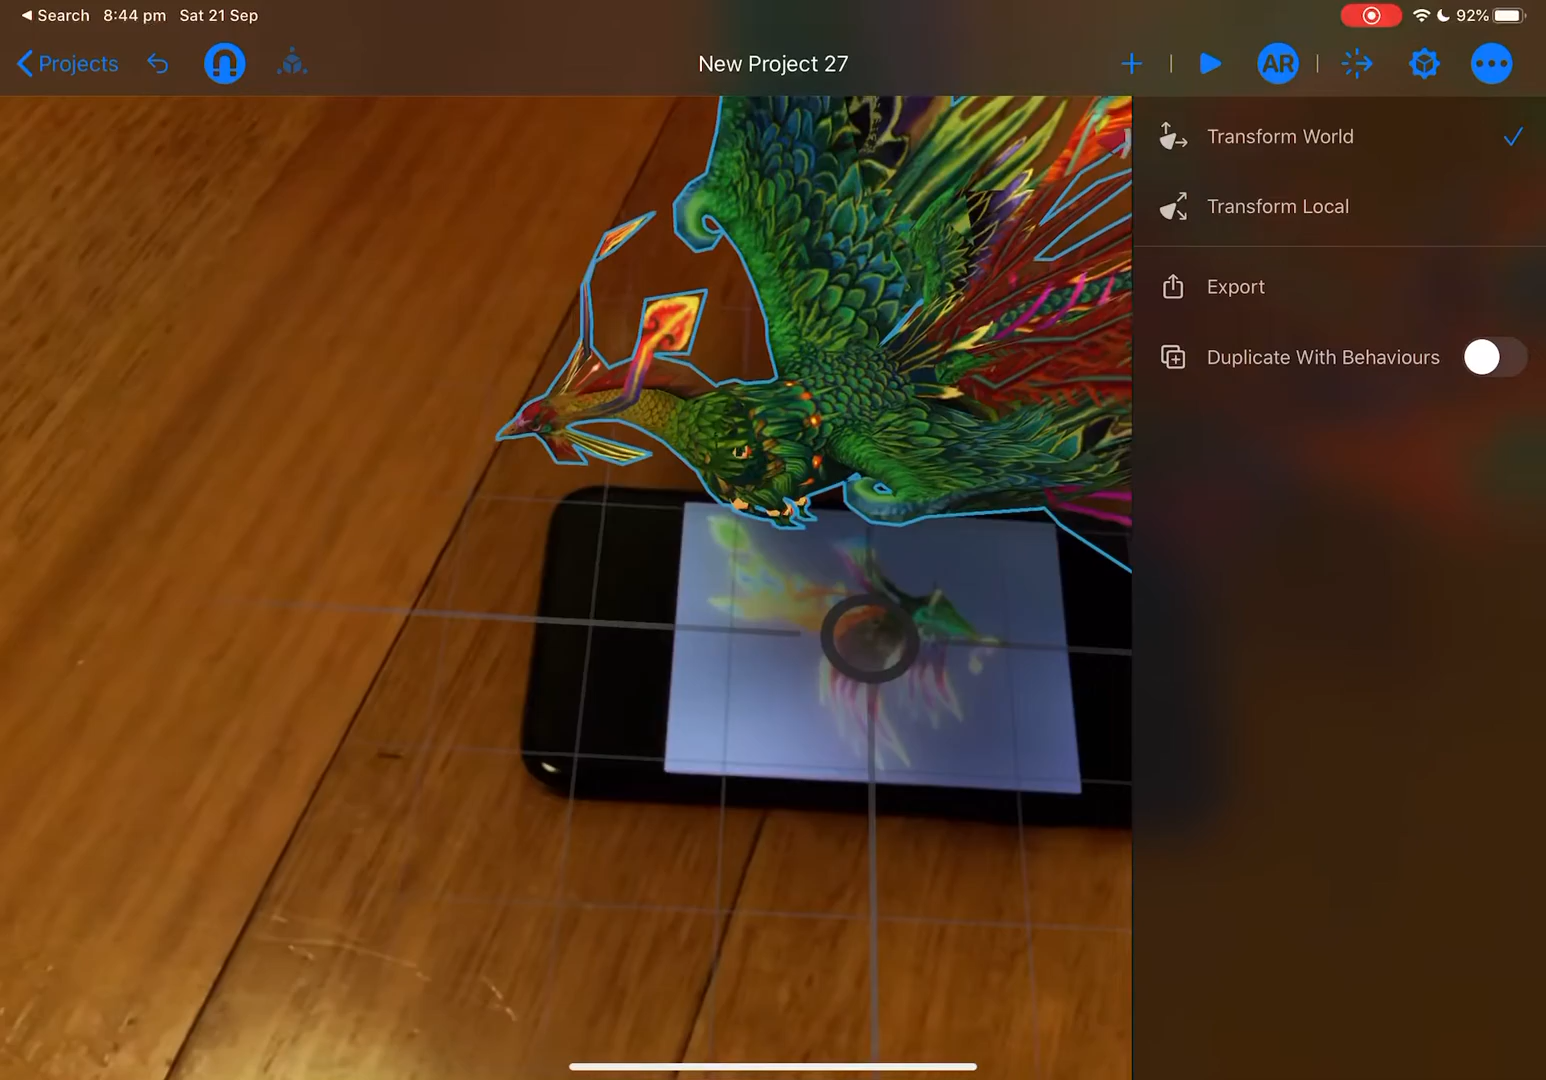 Search 8:44 pm Sat 21 Sep 92%
Projects New Project 27 AR
Transform World
Transform Local
Export
Duplicate With Behaviours